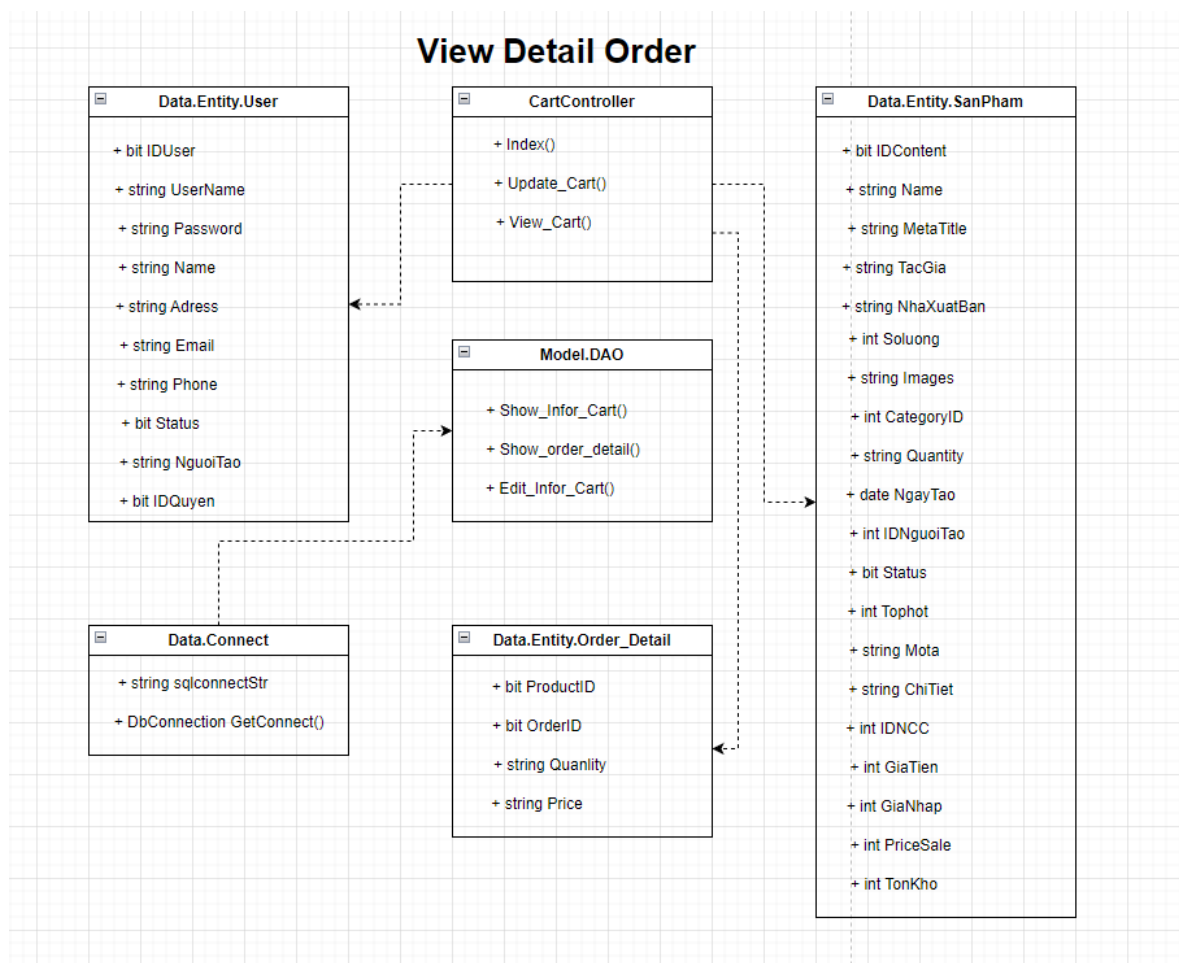 View Detail Order
Data.Entity.User
+ bit IDUser
+ string UserName
+ string Password
+ string Name
+ string Adress
+ string Email
+ string Phone
+ bit Status
+ string NguoiTao
+ bit IDQuyen
CartController
+ Index()
+ Update_Cart()
+ View_Cart()
Data.Entity.SanPham
+ bit IDContent
+ string Name
+ string MetaTitle
+ string TacGia
+ string NhaXuatBan
+ int Soluong
+ string Images
+ int CategoryID
+ string Quantity
+ date NgayTao
+ int IDNguoiTao
+ bit Status
+ int Tophot
+ string Mota
+ string ChiTiet
+ int IDNCC
+ int GiaTien
+ int GiaNhap
+ int PriceSale
+ int TonKho
Model.DAO
+ Show_Infor_Cart()
+ Show_order_detail()
+ Edit_Infor_Cart()
Data.Connect
+ string sqlconnectStr
+ DbConnection GetConnect()
Data.Entity.Order_Detail
+ bit ProductID
+ bit OrderID
+ string Quanlity
+ string Price